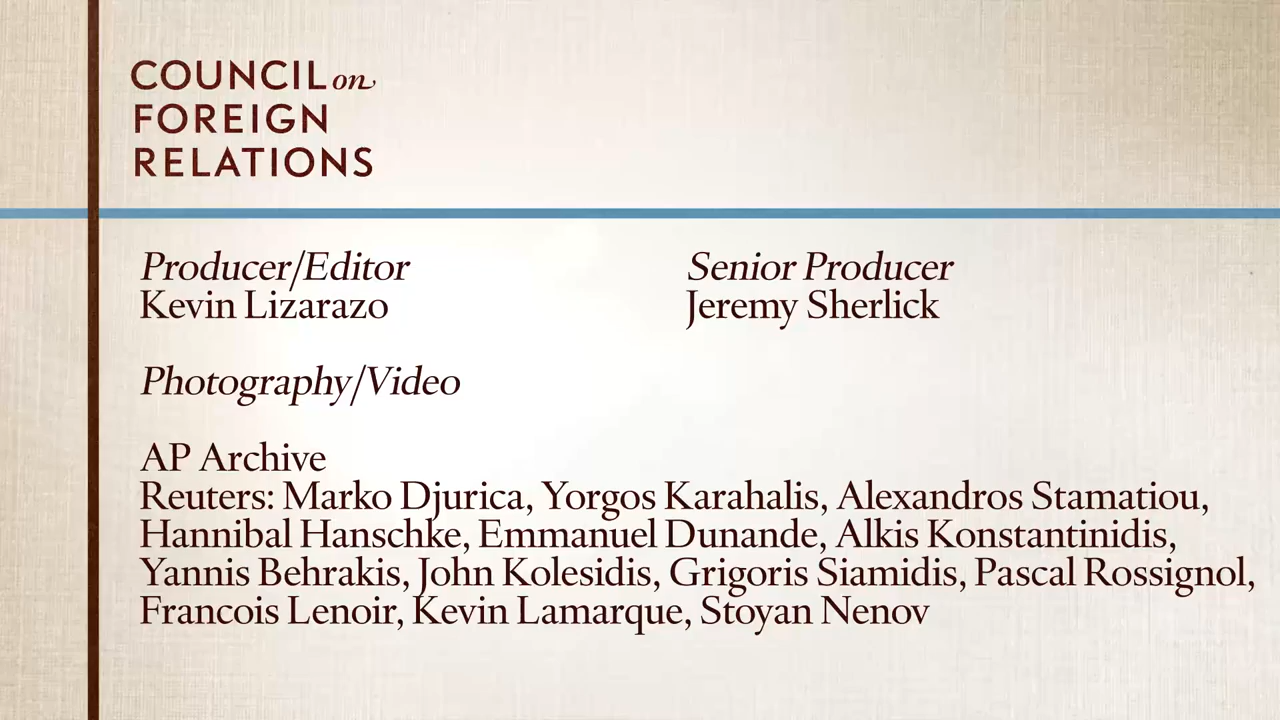 COUNCIL on
FOREIGN
RELATIONS
Producer/Editor
Kevin Lizarazo
Senior Producer
Jeremy Sherlick
Photography/Video
AP Archive
Reuters: Marko Djurica, Yorgos Karahalis, Alexandros Stamatiou,
Hannibal Hanschke, Emmanuel Dunande, Alkis Konstantinidis,
Yannis Behrakis, John Kolesidis, Grigoris Siamidis, Pascal Rossignol,
Francois Lenoir, Kevin Lamarque, Stoyan Nenov